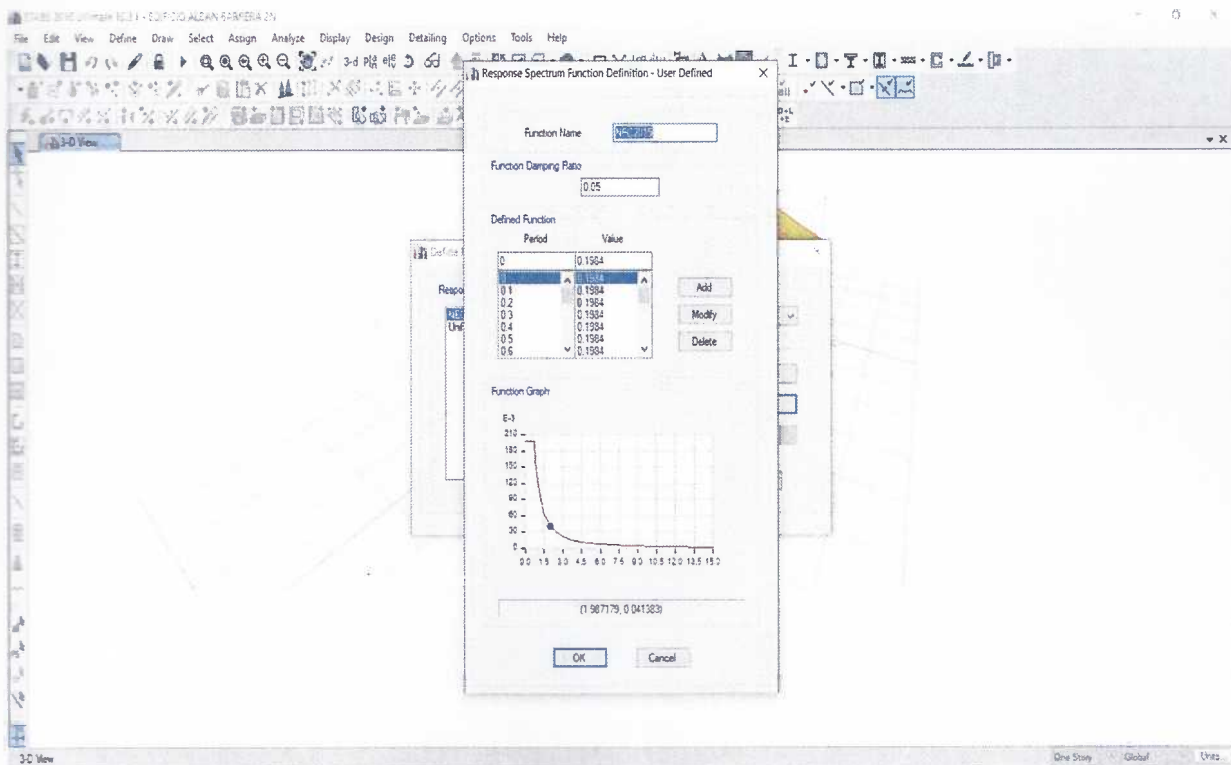 File Edit View Define Draw Select Assign Analyze Display Design Detailing Options Tools Help
3-D View
Response Spectrum Function Definition - User Defined
Function Name
Function Damping Ratio
0.05
Defined Function
Period Value
0 0.1984
0 0.1984
0.1 0.1984
0.2 0.1984
0.3 0.1984
0.4 0.1984
0.5 0.1984
0.6 0.1984
Add
Modify
Delete
Function Graph
E-3
210
180
150
120
90
60
30
0
0.0 1.5 3.0 4.5 6.0 7.5 9.0 10.5 12.0 13.5 15.0
(1.987179, 0.041383)
OK Cancel
3-D View One Story Global Units